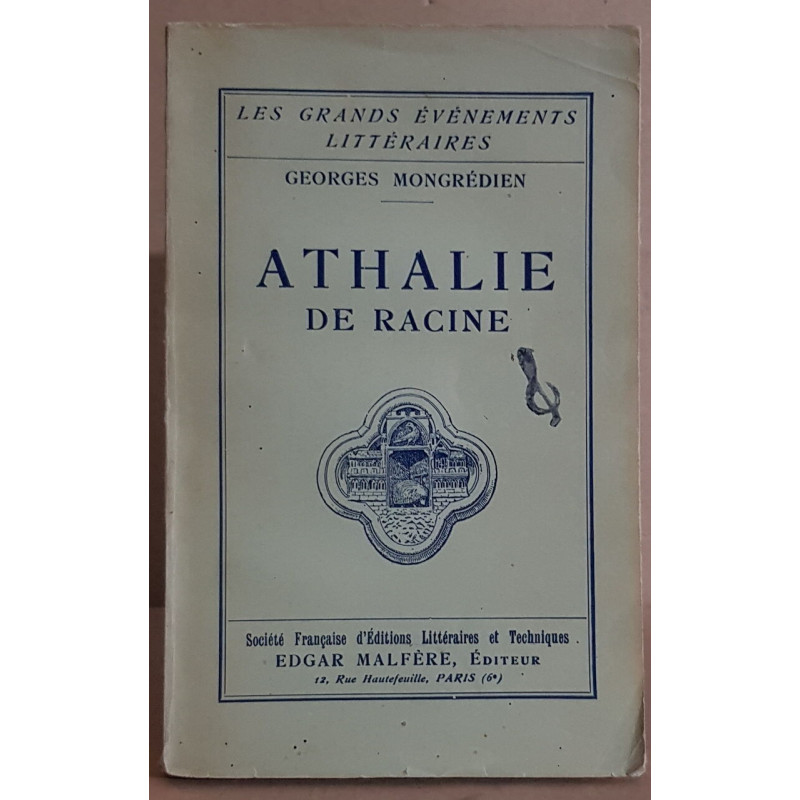 LES GRANDS ÉVÉNEMENTS
LITTÉRAIRES
GEORGES MONGRÉDIEN
ATHALIE
DE RACINE
Société Française d'Éditions Littéraires et Techniques
EDGAR MALFÈRE, ÉDITEUR
12, Rue Hautefeuille, PARIS (6e)